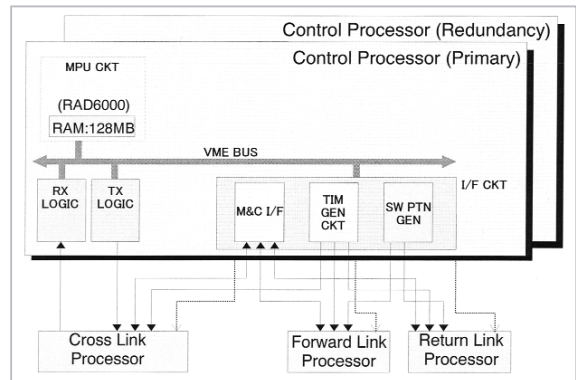 Control Processor (Redundancy)
Control Processor (Primary)
MPU CKT
(RAD6000)
RAM:128MB
VME BUS
RX
LOGIC
TX
LOGIC
M&C I/F
TIM
GEN
CKT
SW PTN
GEN
I/F CKT
Cross Link
Processor
Forward Link
Processor
Return Link
Processor